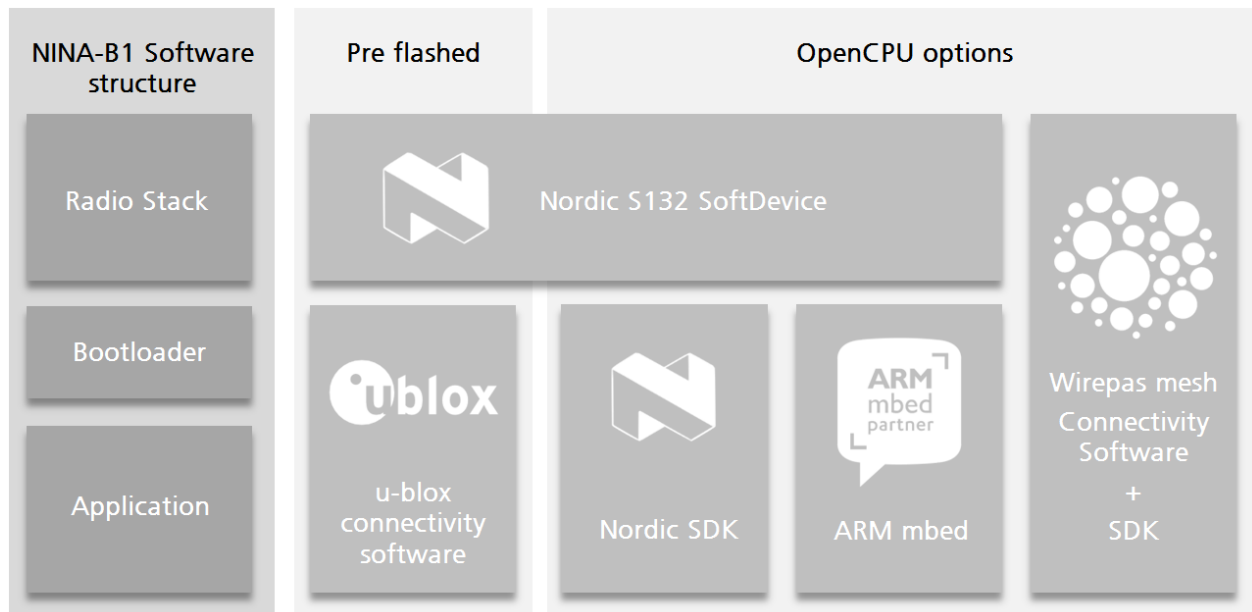 NINA-B1 Software
structure
Radio Stack
Bootloader
Application
Pre flashed
OpenCPU options
Nordic S132 SoftDevice
ublox
u-blox
connectivity
software
Nordic SDK
ARM
mbed
partner
ARM mbed
Wirepas mesh
Connectivity
Software
+
SDK